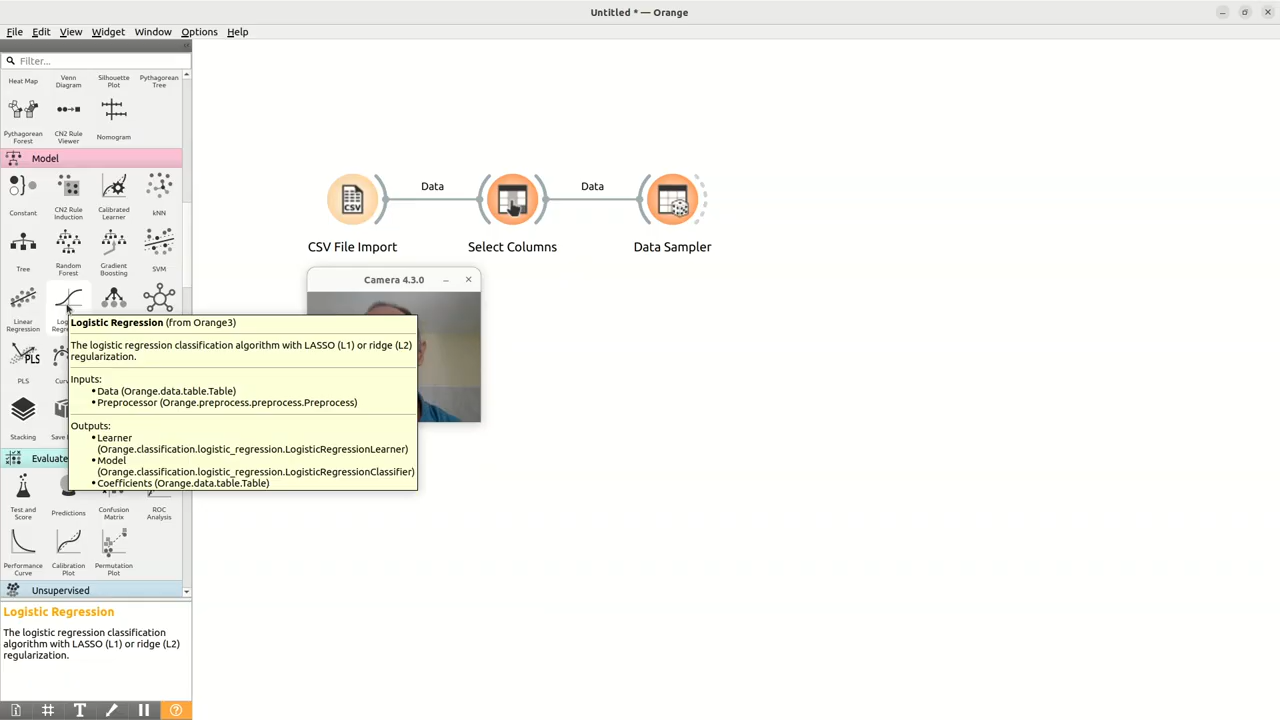 Untitled * — Orange
File Edit View Widget Window Options Help
Filter...
Heat Map
Venn Diagram
Silhouette Plot
Pythagorean Tree
Pythagorean Forest
CN2 Rule Viewer
Nomogram
Model
Constant
CN2 Rule Induction
Calibrated Learner
kNN
Tree
Random Forest
Gradient Boosting
SVM
Linear Regression
PLS
PLS
Stacking
Evaluate
Test and Score
Predictions
Confusion Matrix
ROC Analysis
Performance Curve
Calibration Plot
Permutation Plot
Unsupervised
Logistic Regression
The logistic regression classification
algorithm with LASSO (L1) or ridge (L2)
regularization.
Data
Data
CSV
CSV File Import
Select Columns
Data Sampler
Camera 4.3.0
Logistic Regression (from Orange3)
The logistic regression classification algorithm with LASSO (L1) or ridge (L2)
regularization.
Inputs:
• Data (Orange.data.table.Table)
• Preprocessor (Orange.preprocess.preprocess.Preprocess)
Outputs:
• Learner
(Orange.classification.logistic_regression.LogisticRegressionLearner)
• Model
(Orange.classification.logistic_regression.LogisticRegressionClassifier)
• Coefficients (Orange.data.table.Table)